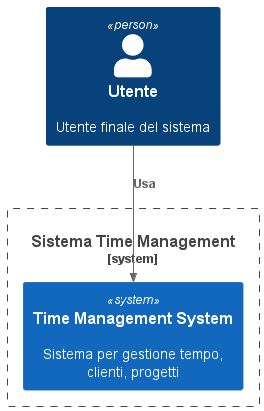 «person»
Utente
Utente finale del sistema
Usa
Sistema Time Management
[system]
«system»
Time Management System
Sistema per gestione tempo,
clienti, progetti